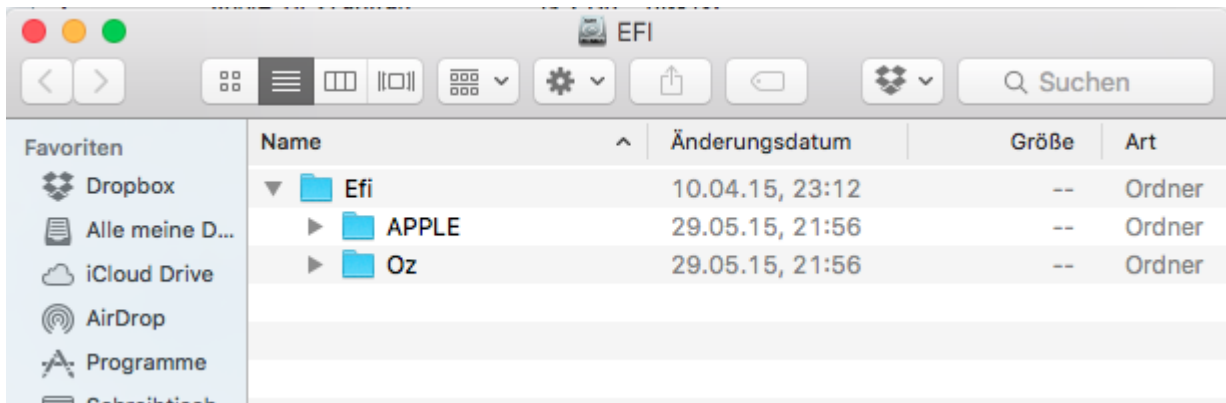 EFI
Suchen
Favoriten
Name Änderungsdatum Größe Art
Dropbox
Efi 10.04.15, 23:12 -- Ordner
Alle meine D...
APPLE 29.05.15, 21:56 -- Ordner
iCloud Drive
Oz 29.05.15, 21:56 -- Ordner
AirDrop
Programme